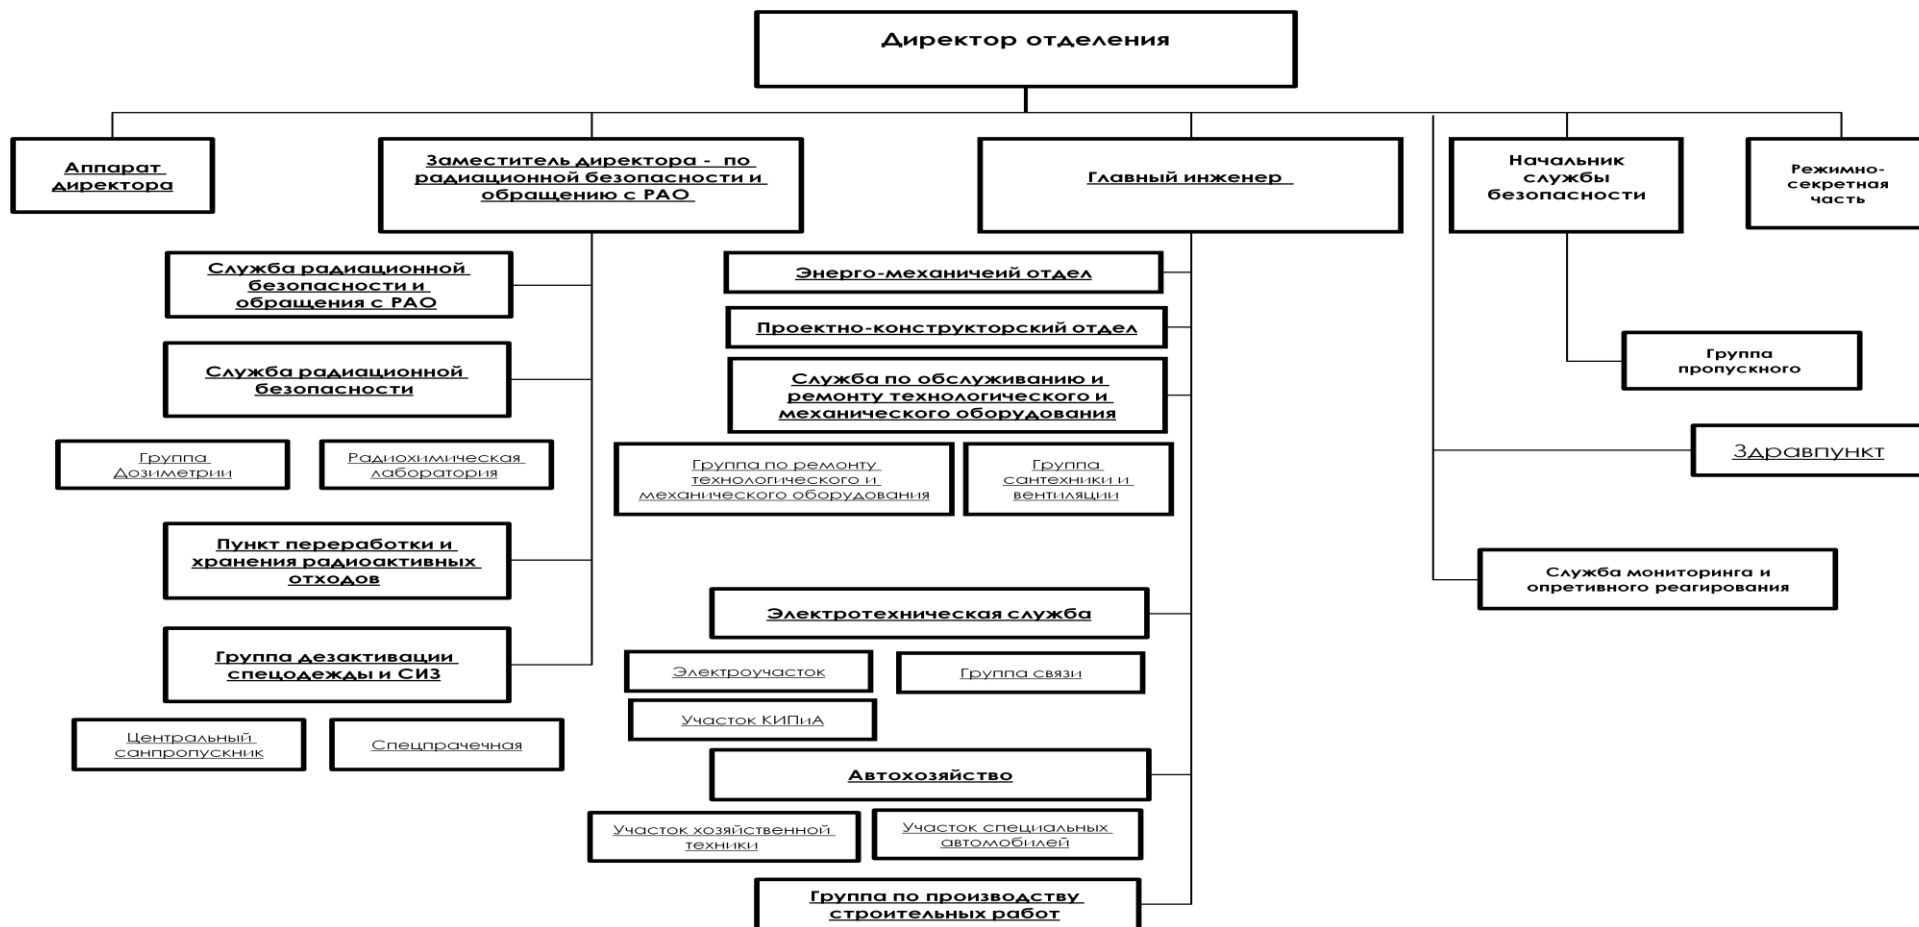 Директор отделения
Аппарат
директора
Заместитель директора - по
радиационной безопасности и
обращению с РАО
Главный инженер
Начальник
службы
безопасности
Режимно-
секретная
часть
Служба радиационной
безопасности и
обращения с РАО
Служба радиационной
безопасности
Группа
Дозиметрии
Радиохимическая
лаборатория
Пункт переработки и
хранения радиоактивных
отходов
Группа дезактивации
спецодежды и СИЗ
Центральный
санпропускник
Спецпрачечная
Энерго-механичеий отдел
Проектно-конструкторский отдел
Служба по обслуживанию и
ремонту технологического и
механического оборудования
Группа по ремонту
технологического и
механического оборудования
Группа
сантехники и
вентиляции
Электротехническая служба
Электроучасток
Группа связи
Участок КИПиА
Автохозяйство
Участок хозяйственной
техники
Участок специальных
автомобилей
Группа по производству
строительных работ
Группа
пропускного
Здравпункт
Служба мониторинга и
опретивного реагирования